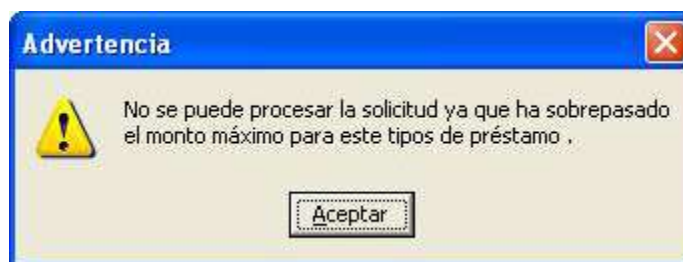 Advertencia
No se puede procesar la solicitud ya que ha sobrepasado
el monto máximo para este tipos de préstamo .
Aceptar